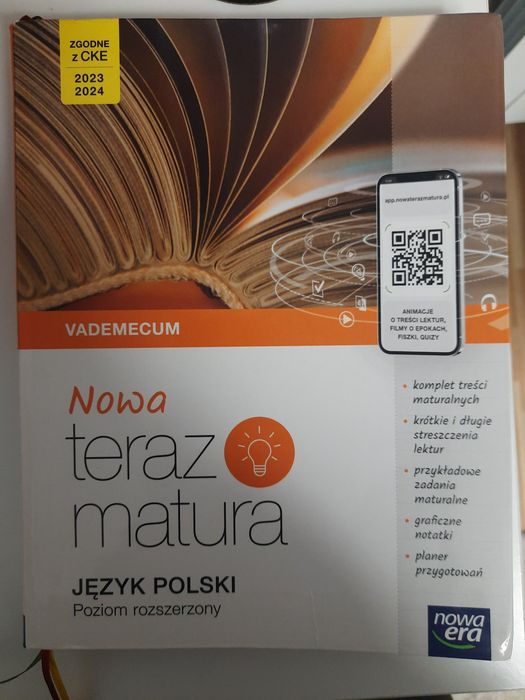 ZGODNE
z CKE
2023
2024
app.nowaterazmatura.pl
ANIMACJE
O TREŚCI LEKTUR,
FILMY O EPOKACH,
FISZKI, QUIZY
VADEMECUM
Nowa
teraz
matura
JĘZYK POLSKI
Poziom rozszerzony
• komplet treści
maturalnych
• krótkie i długie
streszczenia
lektur
• przykładowe
zadania
maturalne
• graficzne
notatki
• planer
przygotowań
nowa
era